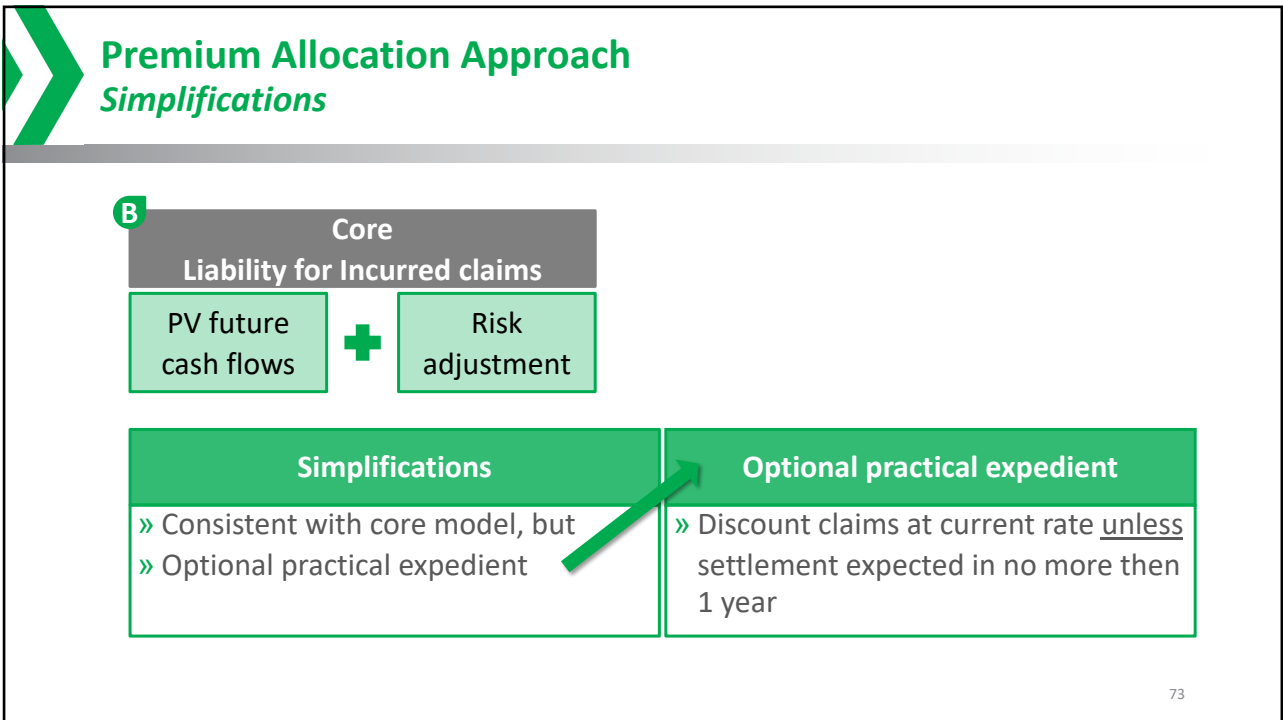 Premium Allocation Approach
Simplifications
B
Core
Liability for Incurred claims
PV future
cash flows
Risk
adjustment
Simplifications
» Consistent with core model, but
» Optional practical expedient
Optional practical expedient
» Discount claims at current rate unless
settlement expected in no more then
1 year
73